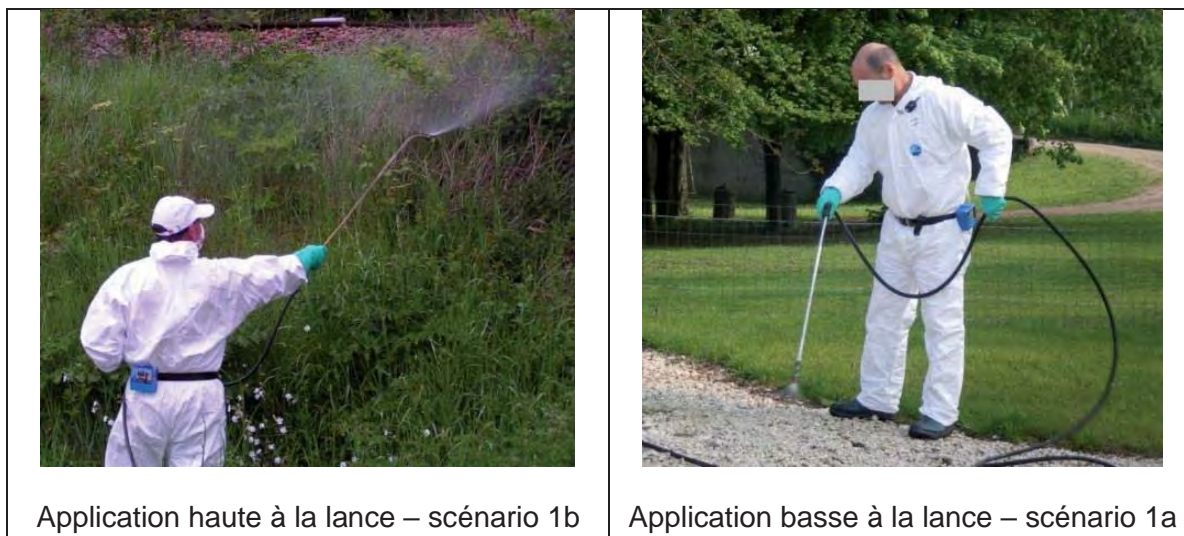 Application haute à la lance – scénario 1b
Application basse à la lance – scénario 1a